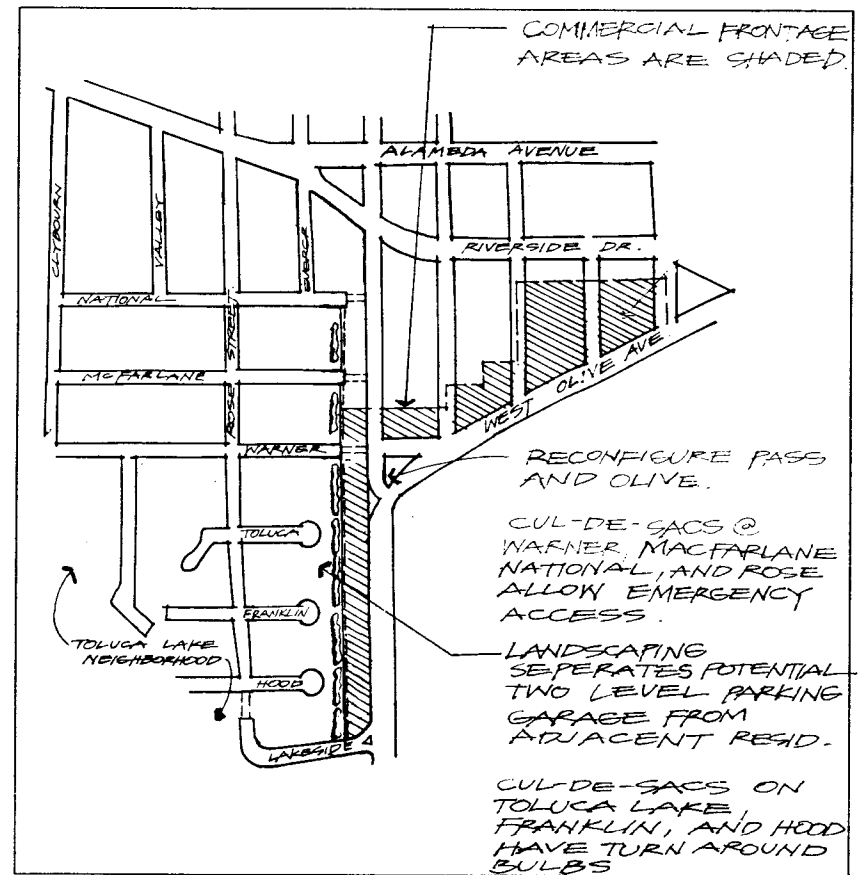 COMMERCIAL FRONTAGE
AREAS ARE SHADED.
ALAMEDA AVENUE
CLYBOURN
VALLEY
EVERGR
RIVERSIDE DR.
NATIONAL
ROSE STREET
MCFARLANE
WEST OLIVE AVE
WARNER
RECONFIGURE PASS
AND OLIVE.
CUL-DE-SACS @
WARNER, MACFARLANE
NATIONAL, AND ROSE
ALLOW EMERGENCY
ACCESS.
TOLUCA
FRANKLIN
TOLUCA LAKE
NEIGHBORHOOD
HOOD
LAKESIDE
LANDSCAPING
SEPERATES POTENTIAL
TWO LEVEL PARKING
GARAGE FROM
ADJACENT RESID.
CUL-DE-SACS ON
TOLUCA LAKE,
FRANKLIN, AND HOOD
HAVE TURN AROUND
BULBS